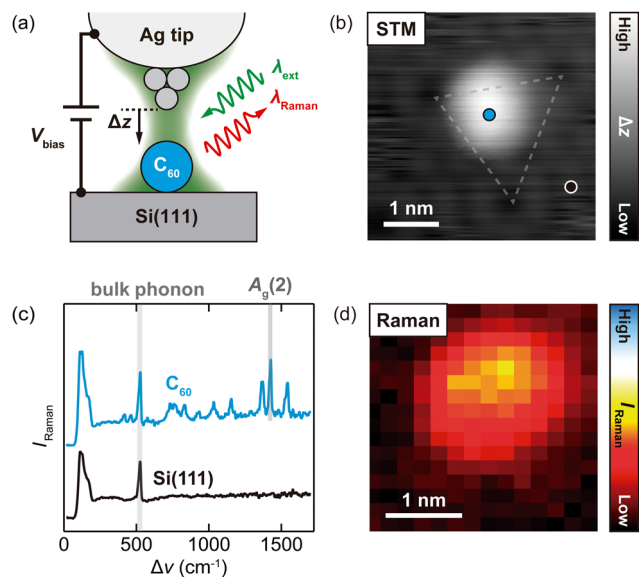 (a)
Ag tip
λext
λRaman
Δz
Vbias
C60
Si(111)
(b)
STM
1 nm
High
Δz
Low
(c)
bulk phonon
Ag(2)
IRaman
C60
Si(111)
0
500
1000
1500
Δν (cm-1)
(d)
Raman
1 nm
High
IRaman
Low